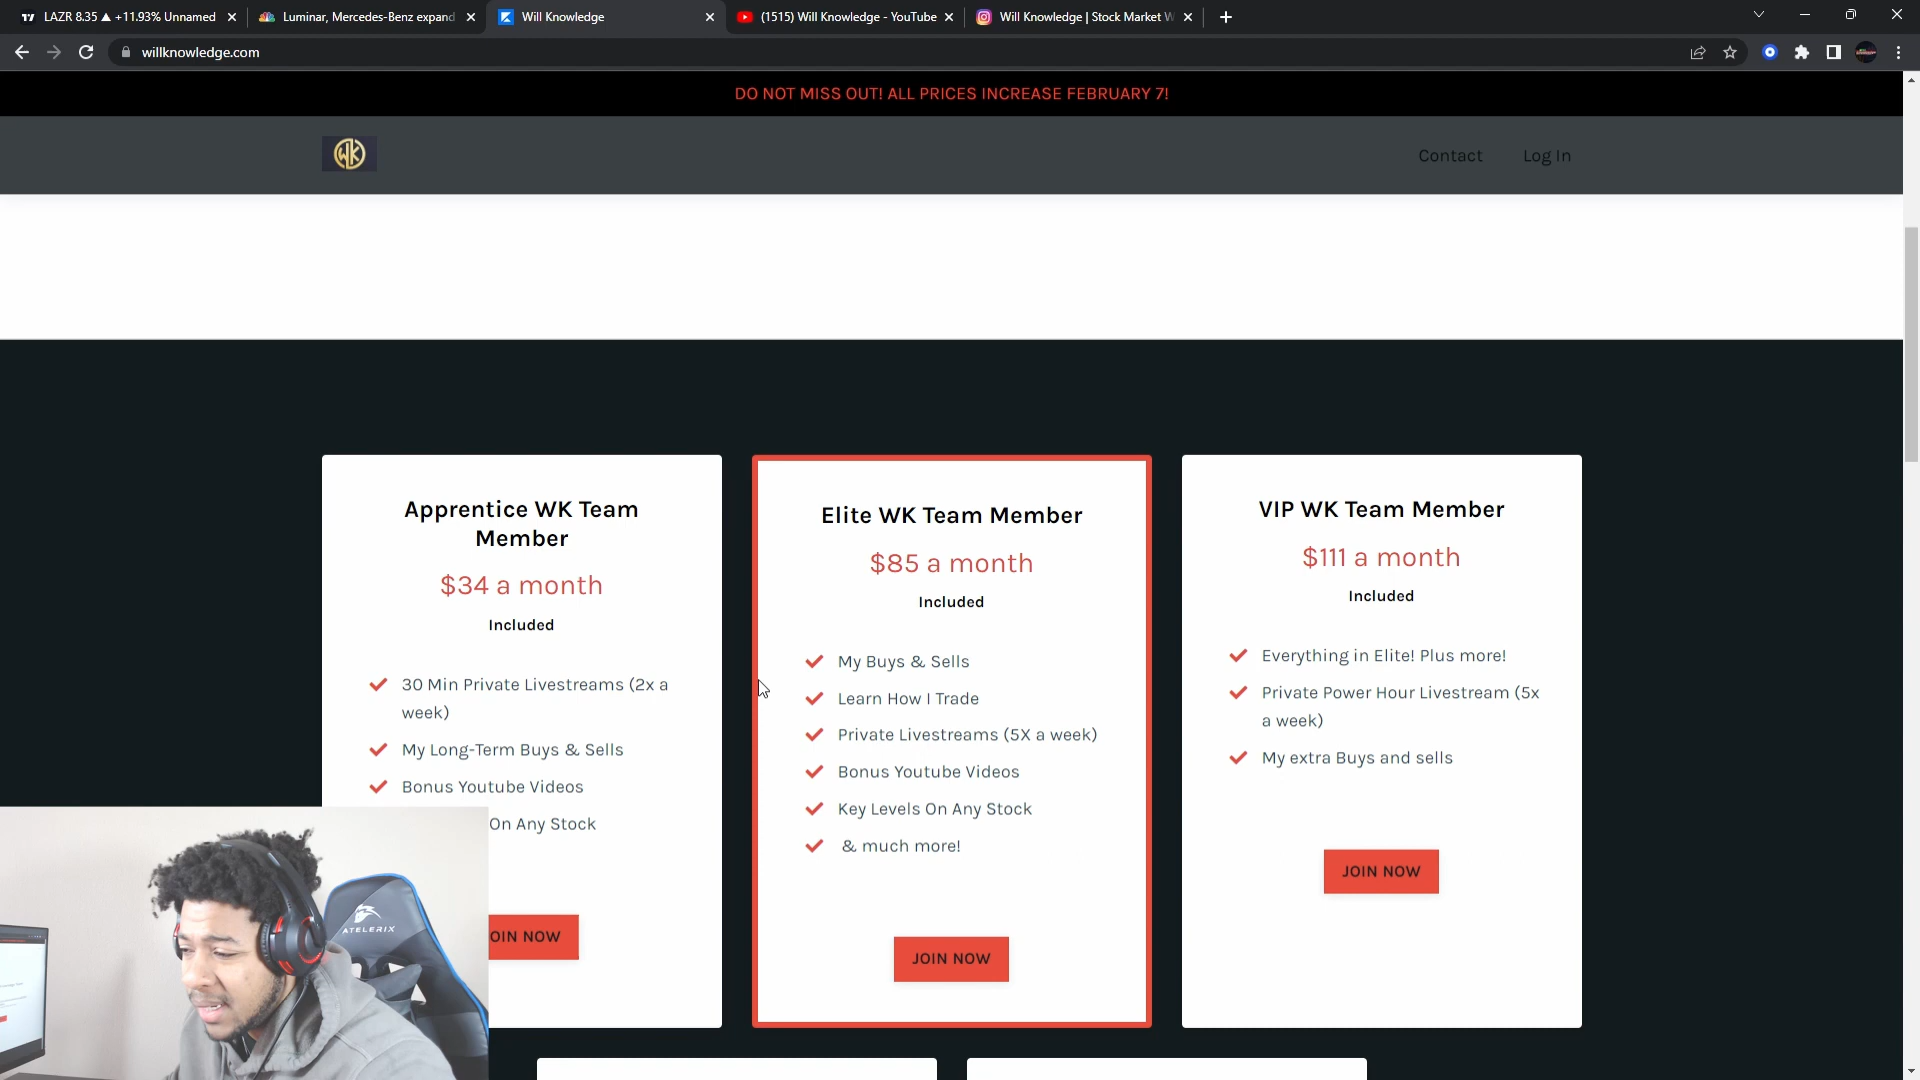 LAZR 8.35 ▲ +11.93% Unnamed
Luminar, Mercedes-Benz expand
Will Knowledge
(1515) Will Knowledge - YouTube
Will Knowledge | Stock Market W
willknowledge.com
DO NOT MISS OUT! ALL PRICES INCREASE FEBRUARY 7!
WK
Contact
Log In
Apprentice WK Team
Member
$34 a month
Included
30 Min Private Livestreams (2x a
week)
My Long-Term Buys & Sells
Bonus Youtube Videos
On Any Stock
OIN NOW
Elite WK Team Member
$85 a month
Included
My Buys & Sells
Learn How I Trade
Private Livestreams (5X a week)
Bonus Youtube Videos
Key Levels On Any Stock
& much more!
JOIN NOW
VIP WK Team Member
$111 a month
Included
Everything in Elite! Plus more!
Private Power Hour Livestream (5x
a week)
My extra Buys and sells
JOIN NOW
ATELERIX